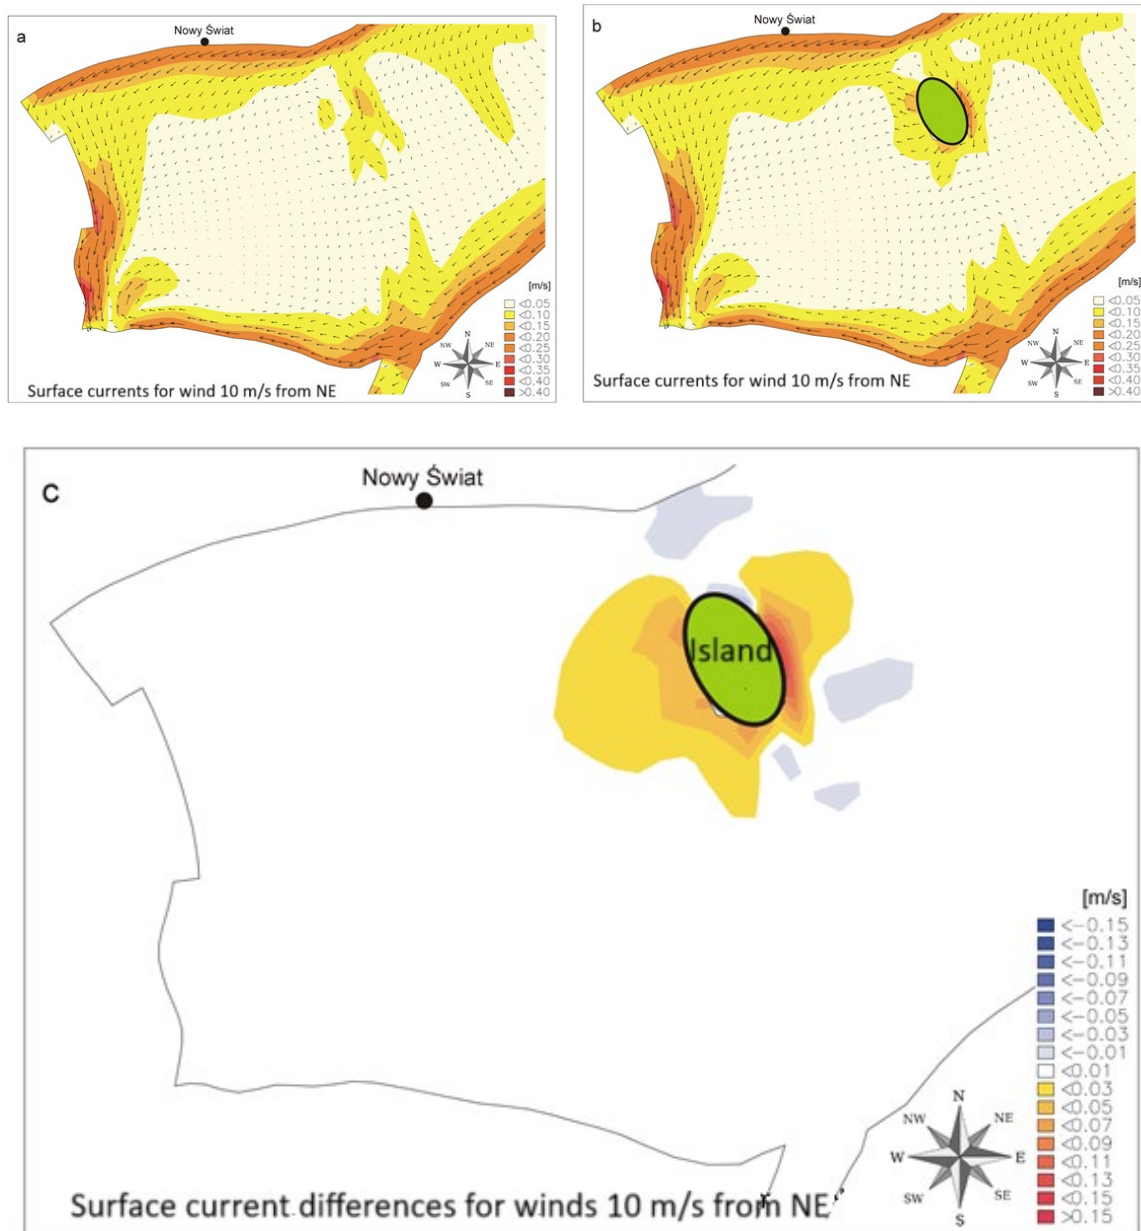 a
Nowy Świat
[m/s]
<0.05
<0.10
<0.15
<0.20
<0.25
<0.30
<0.35
<0.40
>0.40
N
NW NE
W E
SW SE
S
Surface currents for wind 10 m/s from NE
b
Nowy Świat
[m/s]
<0.05
<0.10
<0.15
<0.20
<0.25
<0.30
<0.35
<0.40
>0.40
N
NW NE
W E
SW SE
S
Surface currents for wind 10 m/s from NE
C
Nowy Świat
Island
[m/s]
<-0.15
<-0.13
<-0.11
<-0.09
<-0.07
<-0.05
<-0.03
<-0.01
<0.01
<0.03
<0.05
<0.07
<0.09
<0.11
<0.13
<0.15
>0.15
N
NW NE
W E
SW SE
S
Surface current differences for winds 10 m/s from NE